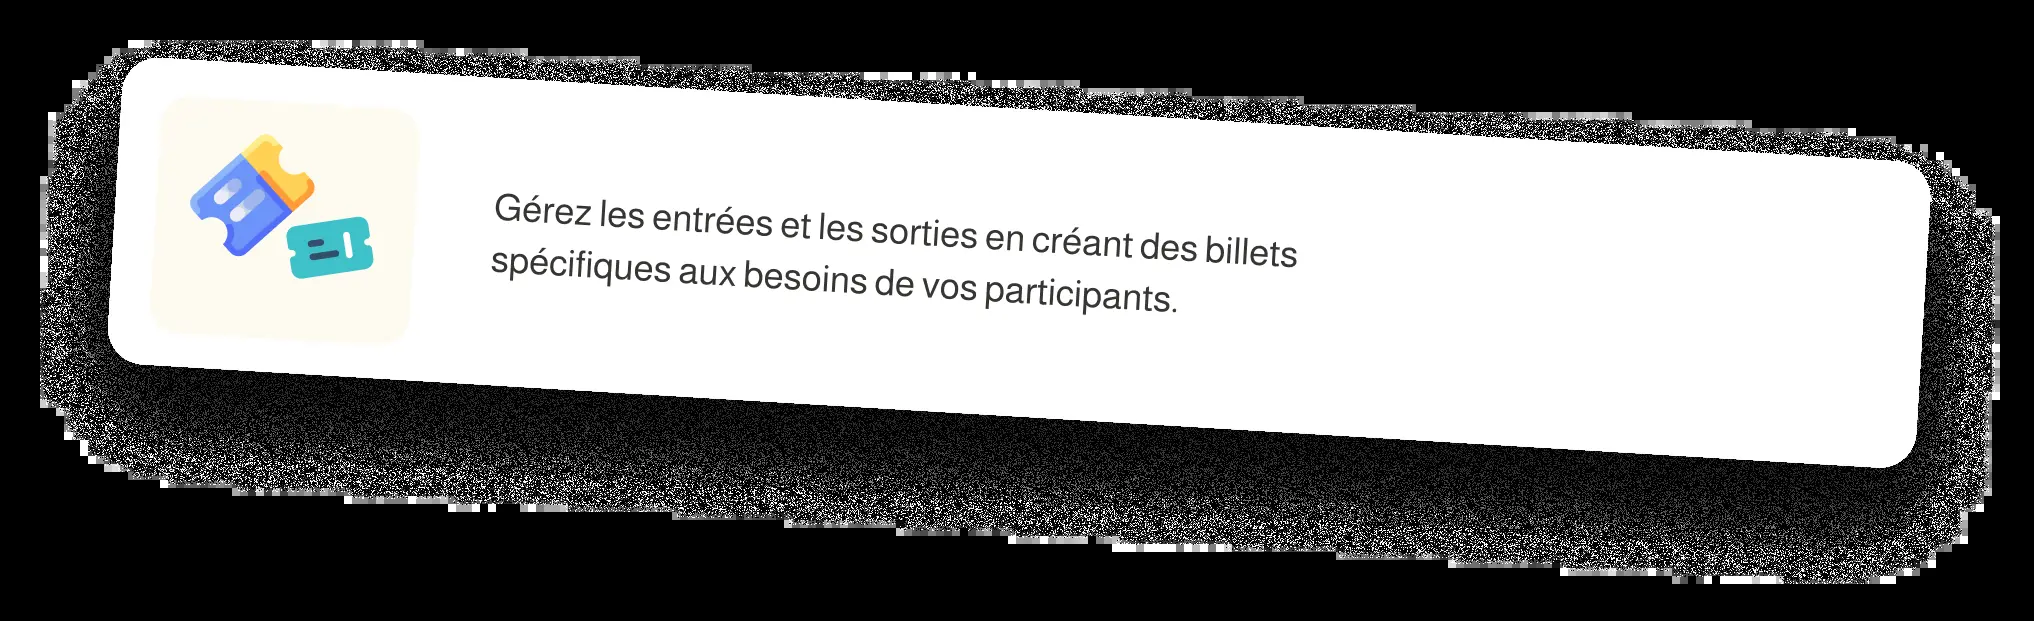 Gérez les entrées et les sorties en créant des billets
spécifiques aux besoins de vos participants.